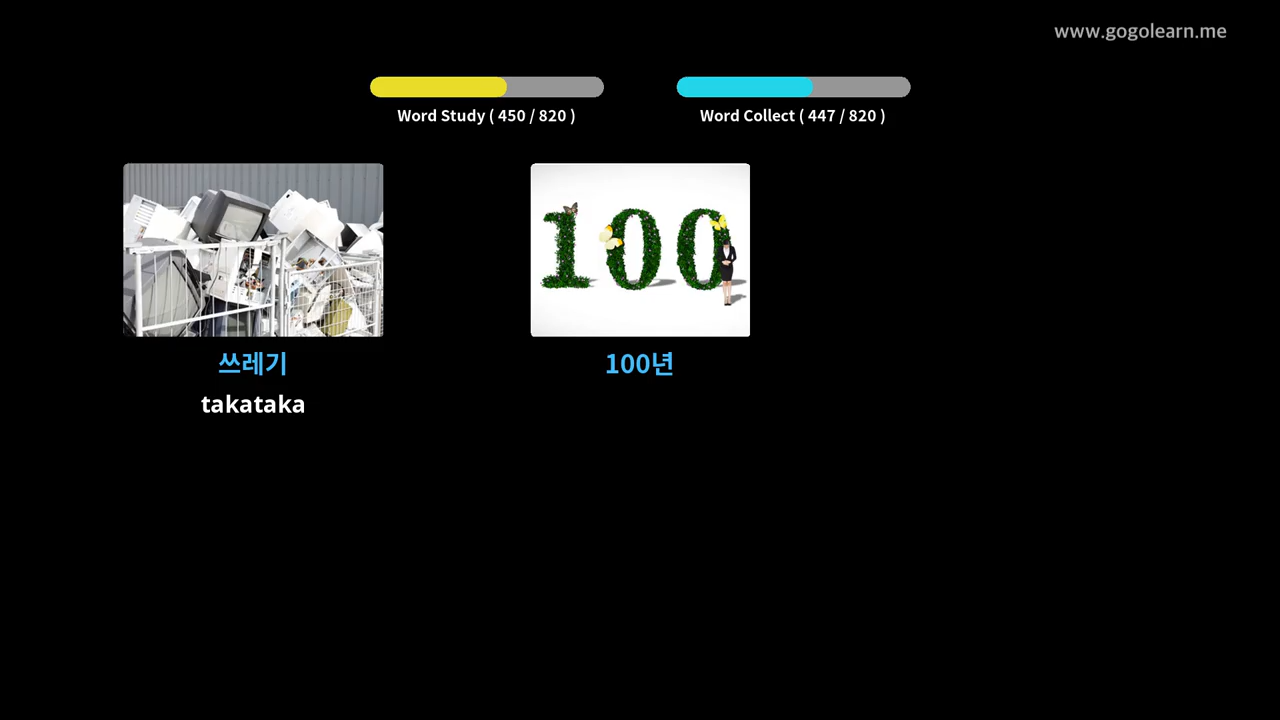 www.gogolearn.me
Word Study ( 450 / 820 )
Word Collect ( 447 / 820 )
100
쓰레기
takataka
100년